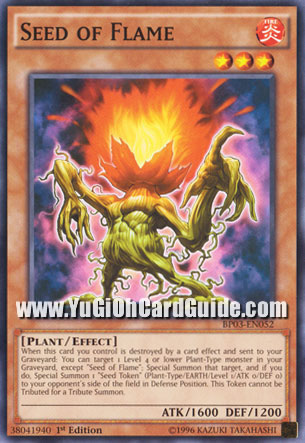 SEED OF FLAME
FIRE
炎
www.YuGiOhCardGuide.com
BP03-EN052
[PLANT/EFFECT]
When this card you control is destroyed by a card effect and sent to your
Graveyard: You can target 1 Level 4 or lower Plant-Type monster in your
Graveyard, except "Seed of Flame"; Special Summon that target, and if you
do, Special Summon 1 "Seed Token" (Plant-Type/EARTH/Level 1/ATK 0/DEF 0)
to your opponent's side of the field in Defense Position. This Token cannot be
Tributed for a Tribute Summon.
ATK/1600 DEF/1200
38041940 1st Edition ©1996 KAZUKI TAKAHASHI